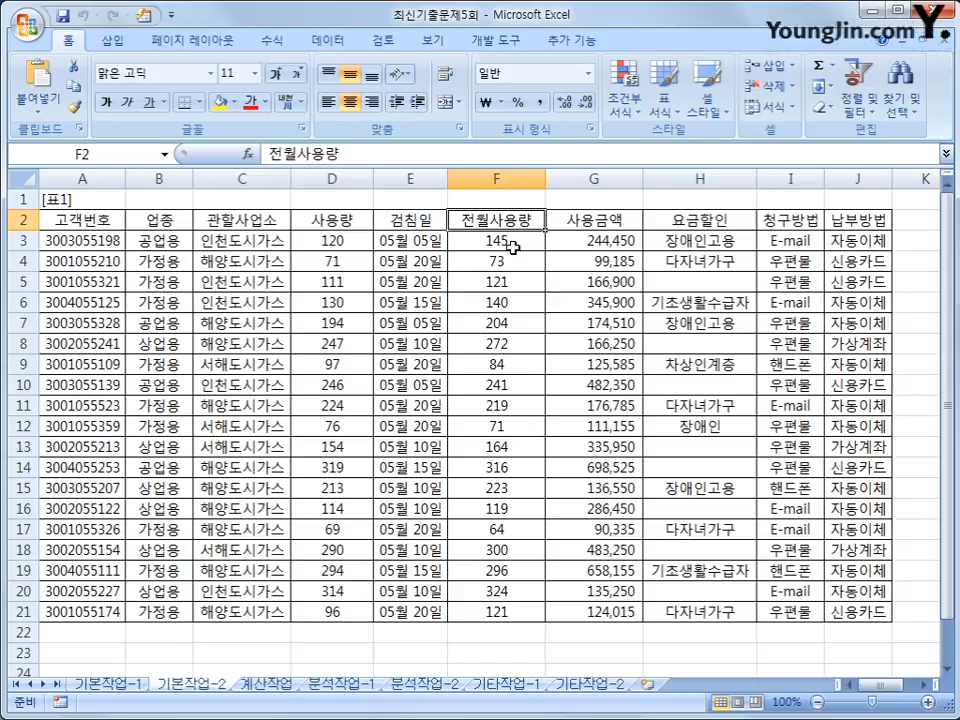 최신기출문제5회 - Microsoft Excel
YoungJin.com Y.
홈 삽입 페이지 레이아웃 수식 데이터 검토 보기 개발 도구 추가 기능
붙여넣기 맑은 고딕 11 일반 조건부 서식 표 서식 셀 스타일 삽입 삭제 서식 정렬 및 필터 찾기 및 선택
가 가 가 가 가 내천 % ,
클립보드 글꼴 맞춤 표시 형식 스타일 셀 편집
F2 fx 전월사용량
A B C D E F G H I J K
1 [표1]
2 고객번호 업종 관할사업소 사용량 검침일 전월사용량 사용금액 요금할인 청구방법 납부방법
3 3003055198 공업용 인천도시가스 120 05월 05일 145 244,450 장애인고용 E-mail 자동이체
4 3001055210 가정용 해양도시가스 71 05월 20일 73 99,185 다자녀가구 우편물 신용카드
5 3001055321 가정용 인천도시가스 111 05월 20일 121 166,900 우편물 신용카드
6 3004055125 가정용 인천도시가스 130 05월 15일 140 345,900 기초생활수급자 E-mail 자동이체
7 3003055328 공업용 해양도시가스 194 05월 05일 204 174,510 장애인고용 우편물 자동이체
8 3002055241 상업용 해양도시가스 247 05월 10일 272 166,250 우편물 가상계좌
9 3001055109 가정용 서해도시가스 97 05월 20일 84 125,585 차상인계층 핸드폰 자동이체
10 3003055139 공업용 인천도시가스 246 05월 05일 241 482,350 우편물 신용카드
11 3001055523 가정용 해양도시가스 224 05월 20일 219 176,785 다자녀가구 E-mail 자동이체
12 3001055359 가정용 서해도시가스 76 05월 20일 71 111,155 장애인 핸드폰 자동이체
13 3002055213 상업용 서해도시가스 154 05월 10일 164 335,950 우편물 가상계좌
14 3004055253 공업용 해양도시가스 319 05월 15일 316 698,525 우편물 신용카드
15 3003055207 상업용 해양도시가스 213 05월 10일 223 136,550 장애인고용 핸드폰 자동이체
16 3002055122 상업용 해양도시가스 114 05월 10일 119 286,450 E-mail 자동이체
17 3001055326 가정용 서해도시가스 69 05월 20일 64 90,335 다자녀가구 핸드폰 자동이체
18 3002055154 상업용 서해도시가스 290 05월 10일 300 483,250 우편물 가상계좌
19 3004055111 가정용 해양도시가스 294 05월 15일 296 658,155 기초생활수급자 핸드폰 자동이체
20 3002055227 상업용 인천도시가스 314 05월 10일 324 135,250 E-mail 자동이체
21 3001055174 가정용 해양도시가스 96 05월 20일 121 124,015 다자녀가구 우편물 신용카드
22
23
24
기본작업-1 기본작업-2 계산작업 분석작업-1 분석작업-2 기타작업-1 기타작업-2
준비 100%